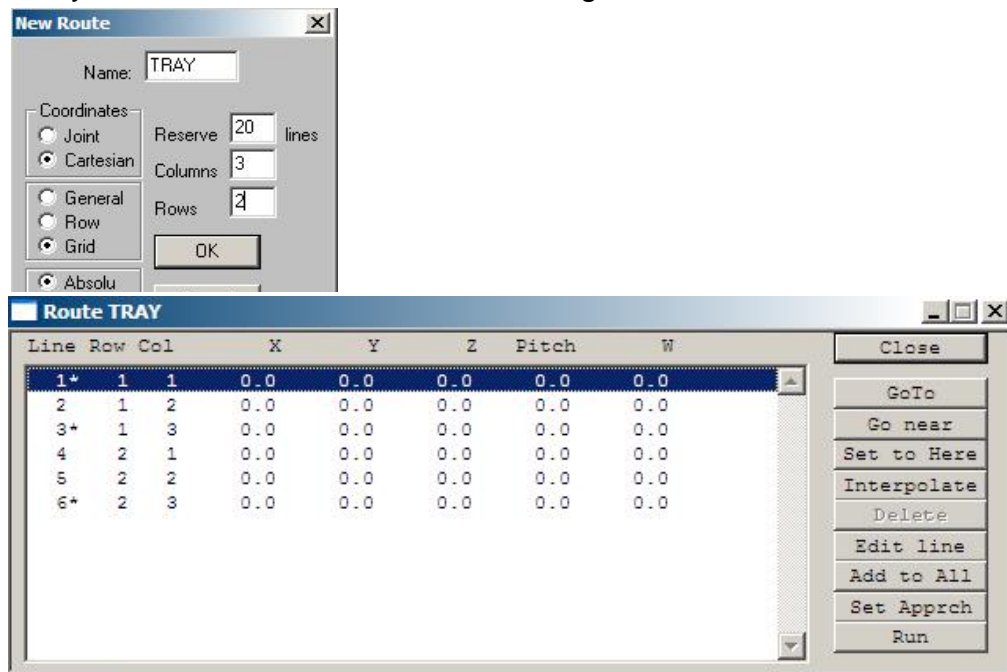 New Route
Name: TRAY
Coordinates
Joint
Cartesian
Reserve 20 lines
Columns 3
General
Row
Grid
Rows 2
OK
Absolu
Route TRAY
Line Row Col X Y Z Pitch W
1* 1 1 0.0 0.0 0.0 0.0 0.0
2 1 2 0.0 0.0 0.0 0.0 0.0
3* 1 3 0.0 0.0 0.0 0.0 0.0
4 2 1 0.0 0.0 0.0 0.0 0.0
5 2 2 0.0 0.0 0.0 0.0 0.0
6* 2 3 0.0 0.0 0.0 0.0 0.0
Close
GoTo
Go near
Set to Here
Interpolate
Delete
Edit line
Add to All
Set Apprch
Run